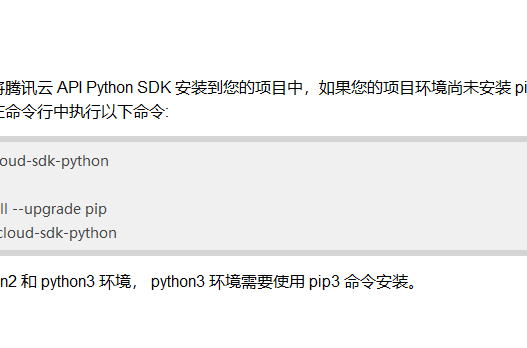 将腾讯云 API Python SDK 安装到您的项目中，如果您的项目环境尚未安装 pi
在命令行中执行以下命令:
oud-sdk-python
ll --upgrade pip
cloud-sdk-python
n2 和 python3 环境， python3 环境需要使用 pip3 命令安装。